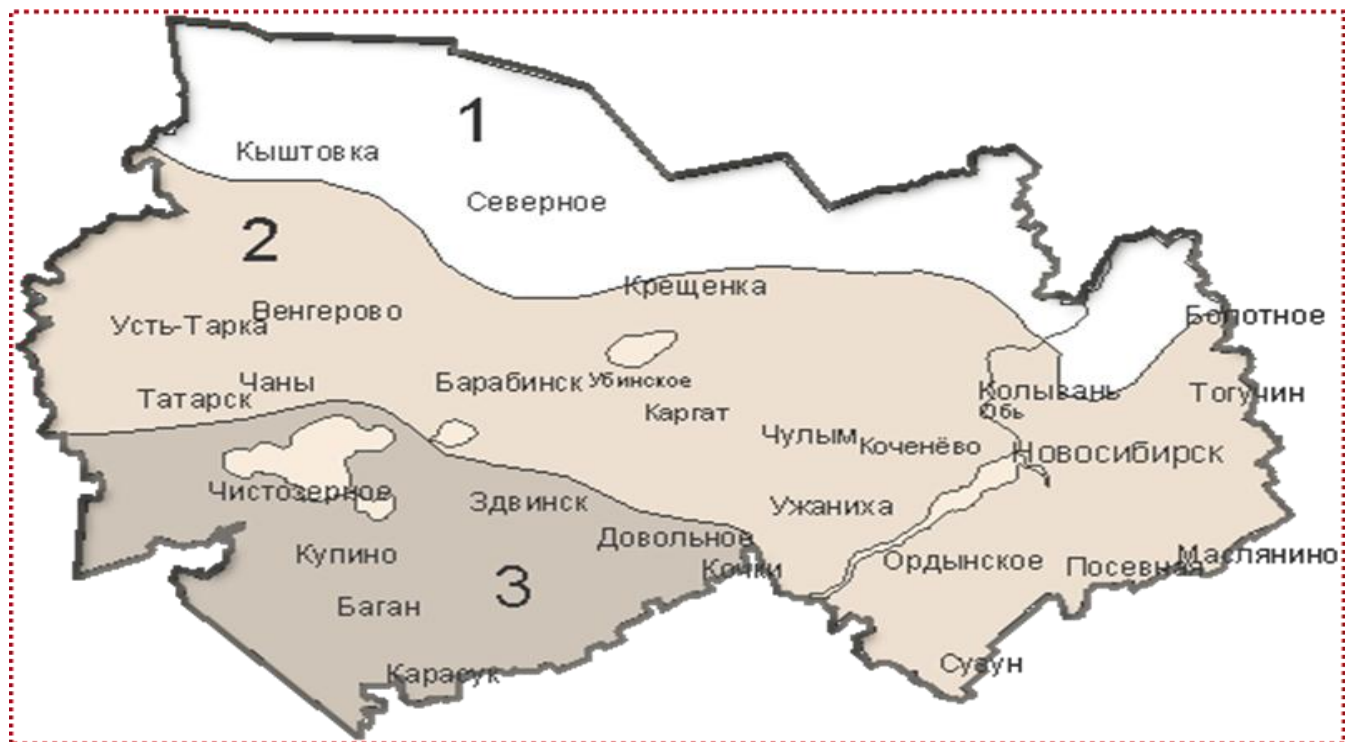 1
Кыштовка
Северное
2
Крещенка
Венгерово
Усть-Тарка
Болотное
Чаны
Барабинск
Убинское
Татарск
Колывань
Тогучин
Каргат
Обь
Чулым
Коченёво
Новосибирск
Чистозерное
Здвинск
Ужаниха
Довольное
Купино
Кочки
Ордынское
Посевная
Маслянино
3
Баган
Карасук
Сузун